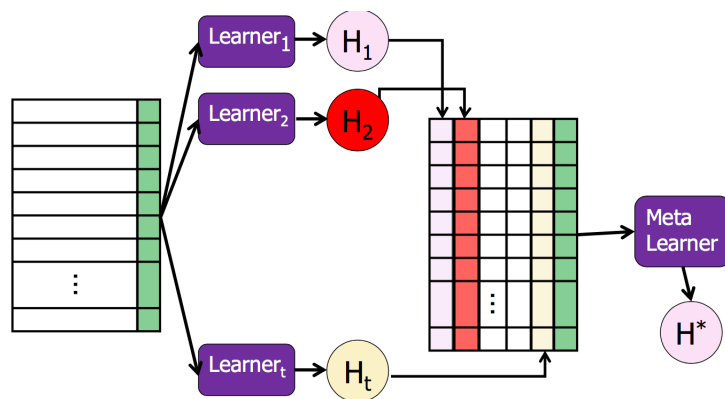 Learner₁
H₁
Learner₂
H₂
⋮
⋮
Meta
Learner
H*
Learnerₜ
Hₜ